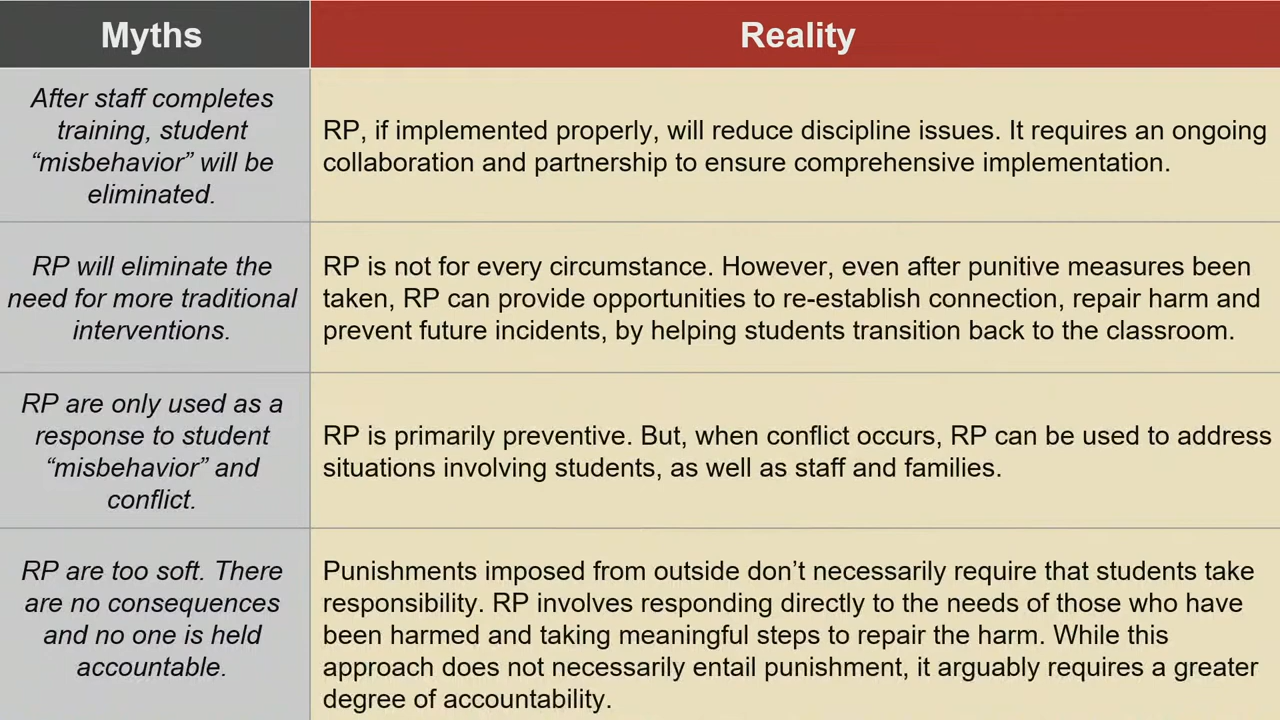 Myths
Reality
After staff completes
training, student
“misbehavior” will be
eliminated.
RP, if implemented properly, will reduce discipline issues. It requires an ongoing
collaboration and partnership to ensure comprehensive implementation.
RP will eliminate the
need for more traditional
interventions.
RP is not for every circumstance. However, even after punitive measures been
taken, RP can provide opportunities to re-establish connection, repair harm and
prevent future incidents, by helping students transition back to the classroom.
RP are only used as a
response to student
“misbehavior” and
conflict.
RP is primarily preventive. But, when conflict occurs, RP can be used to address
situations involving students, as well as staff and families.
RP are too soft. There
are no consequences
and no one is held
accountable.
Punishments imposed from outside don’t necessarily require that students take
responsibility. RP involves responding directly to the needs of those who have
been harmed and taking meaningful steps to repair the harm. While this
approach does not necessarily entail punishment, it arguably requires a greater
degree of accountability.